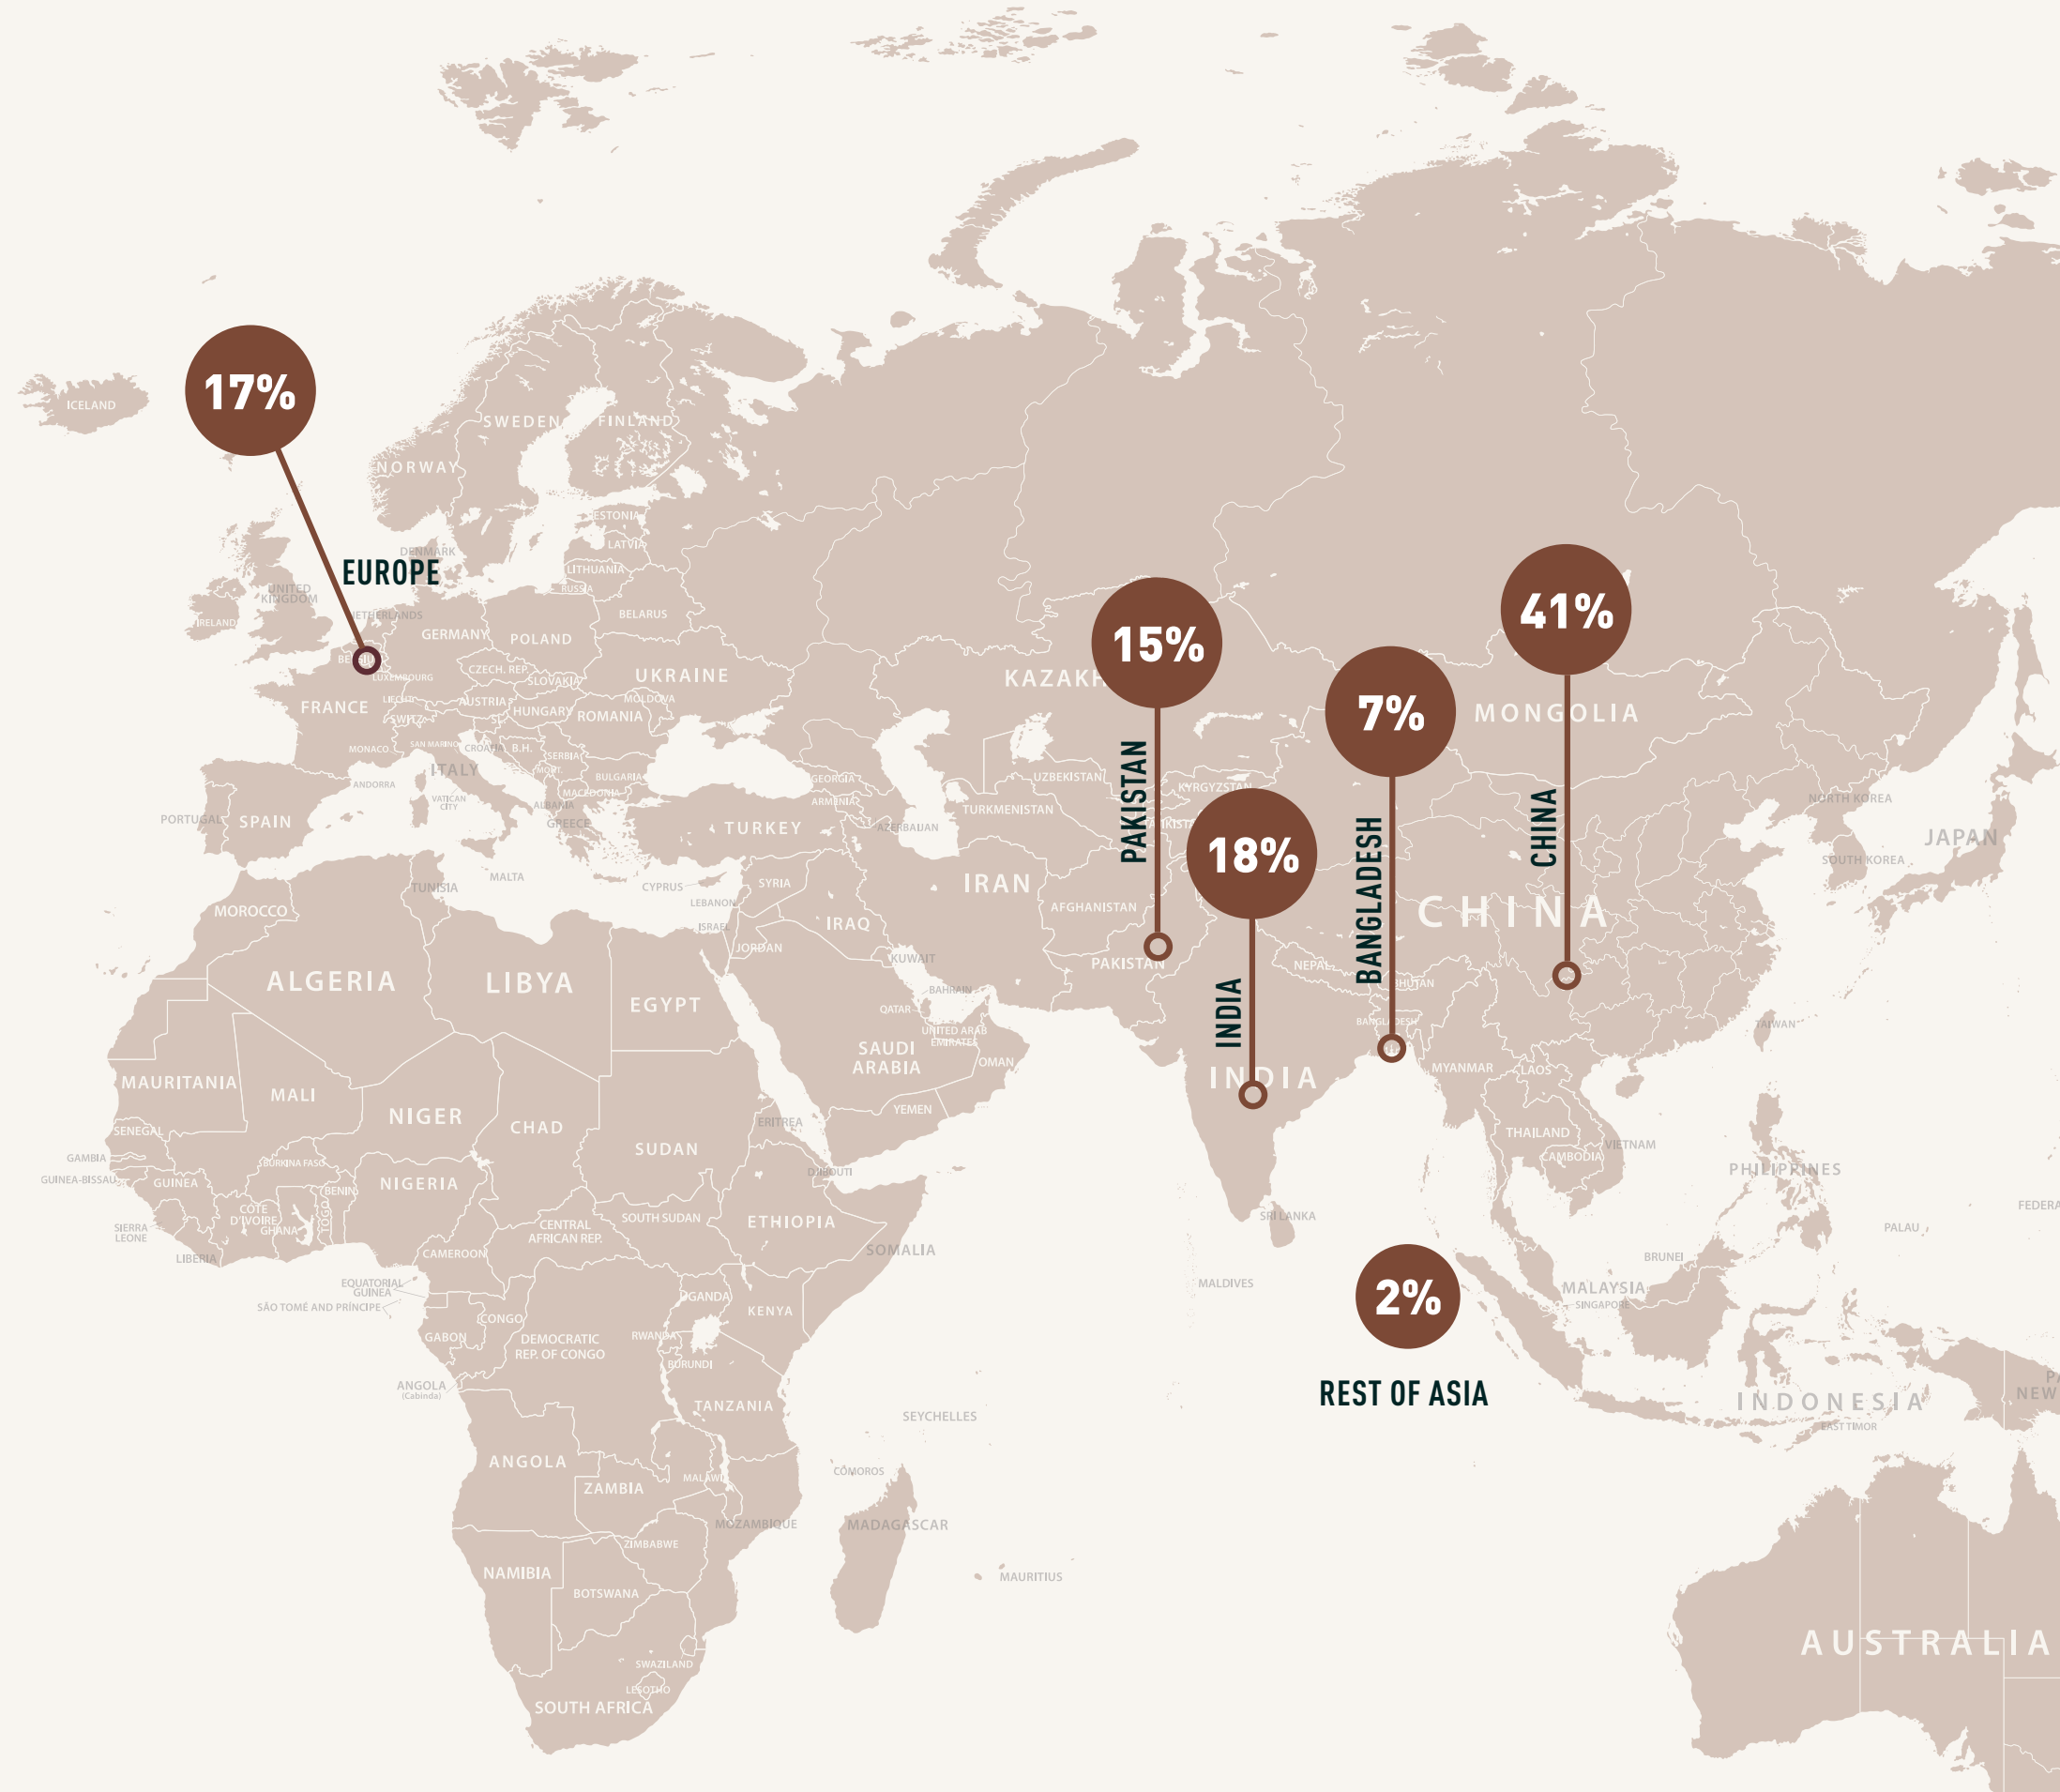 17%
EUROPE
15%
PAKISTAN
18%
INDIA
7%
BANGLADESH
41%
CHINA
2%
REST OF ASIA
ICELAND
SWEDEN
FINLAND
NORWAY
ESTONIA
DENMARK
LATVIA
LITHUANIA
RUSSIA
UNITED
KINGDOM
IRELAND
BELARUS
GERMANY
POLAND
CZECH. REP.
SLOVAKIA
UKRAINE
LUXEMBOURG
FRANCE
LIECHT.
AUSTRIA
HUNGARY
MOLDOVA
ROMANIA
SWITZ.
MONACO
SAN MARINO
B.H.
SERBIA
MONT.
BULGARIA
ITALY
ANDORRA
VATICAN
CITY
ALBANIA
MACEDONIA
GREECE
PORTUGAL
SPAIN
TURKEY
GEORGIA
ARMENIA
AZERBAIJAN
UZBEKISTAN
TURKMENISTAN
KYRGYZSTAN
MONGOLIA
NORTH KOREA
SOUTH KOREA
JAPAN
MALTA
CYPRUS
SYRIA
LEBANON
ISRAEL
JORDAN
IRAQ
IRAN
AFGHANISTAN
PAKISTAN
KUWAIT
BAHRAIN
QATAR
UNITED ARAB
EMIRATES
OMAN
SAUDI
ARABIA
YEMEN
NEPAL
BHUTAN
BANGLADESH
INDIA
CHINA
TAIWAN
MYANMAR
LAOS
THAILAND
VIETNAM
CAMBODIA
PHILIPPINES
SRI LANKA
MALDIVES
BRUNEI
MALAYSIA
SINGAPORE
PALAU
INDONESIA
EAST TIMOR
AUSTRALIA
MOROCCO
TUNISIA
ALGERIA
LIBYA
EGYPT
MAURITANIA
MALI
NIGER
CHAD
SUDAN
ERITREA
DJIBOUTI
SENEGAL
GAMBIA
GUINEA-BISSAU
GUINEA
BURKINA FASO
SIERRA
LEONE
LIBERIA
CÔTE
D'IVOIRE
GHANA
TOGO
BENIN
NIGERIA
CAMEROON
CENTRAL
AFRICAN REP.
SOUTH SUDAN
ETHIOPIA
SOMALIA
EQUATORIAL
GUINEA
SÃO TOMÉ AND PRÍNCIPE
GABON
CONGO
DEMOCRATIC
REP. OF CONGO
UGANDA
KENYA
RWANDA
BURUNDI
TANZANIA
ANGOLA
(Cabinda)
SEYCHELLES
ANGOLA
ZAMBIA
MALAWI
COMOROS
MOZAMBIQUE
MADAGASCAR
MAURITIUS
ZIMBABWE
NAMIBIA
BOTSWANA
SWAZILAND
LESOTHO
SOUTH AFRICA